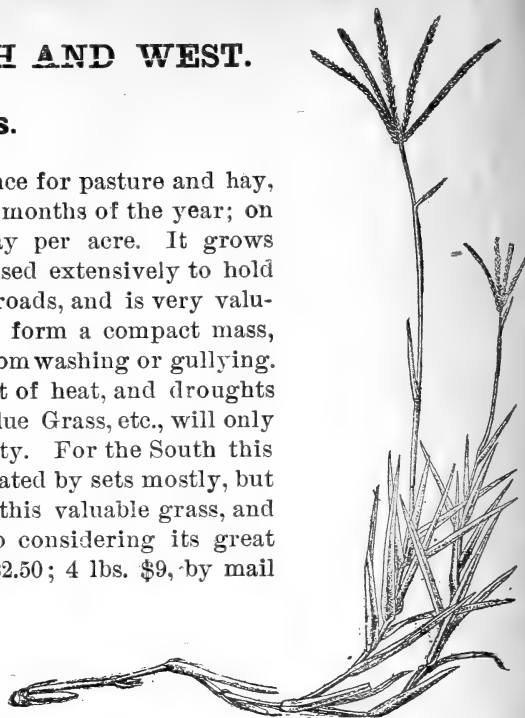 H AND WEST.
s.
nce for pasture and hay,
months of the year; on
ay per acre. It grows
sed extensively to hold
roads, and is very valu-
form a compact mass,
om washing or gullying.
t of heat, and droughts
lue Grass, etc., will only
ty. For the South this
ated by sets mostly, but
this valuable grass, and
o considering its great
2.50; 4 lbs. $9, by mail